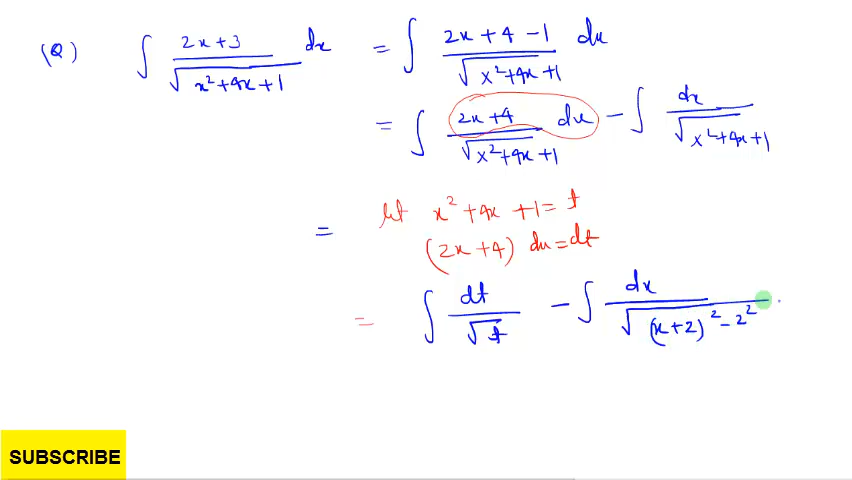 (Q) ∫ (2x+3)/√(x²+4x+1) dx = ∫ (2x+4-1)/√(x²+4x+1) dx
= ∫ (2x+4)/√(x²+4x+1) dx - ∫ dx/√(x²+4x+1)
= let x²+4x+1=t
(2x+4) dx=dt
= ∫ dt/√t - ∫ dx/√((x+2)²-2²)
SUBSCRIBE